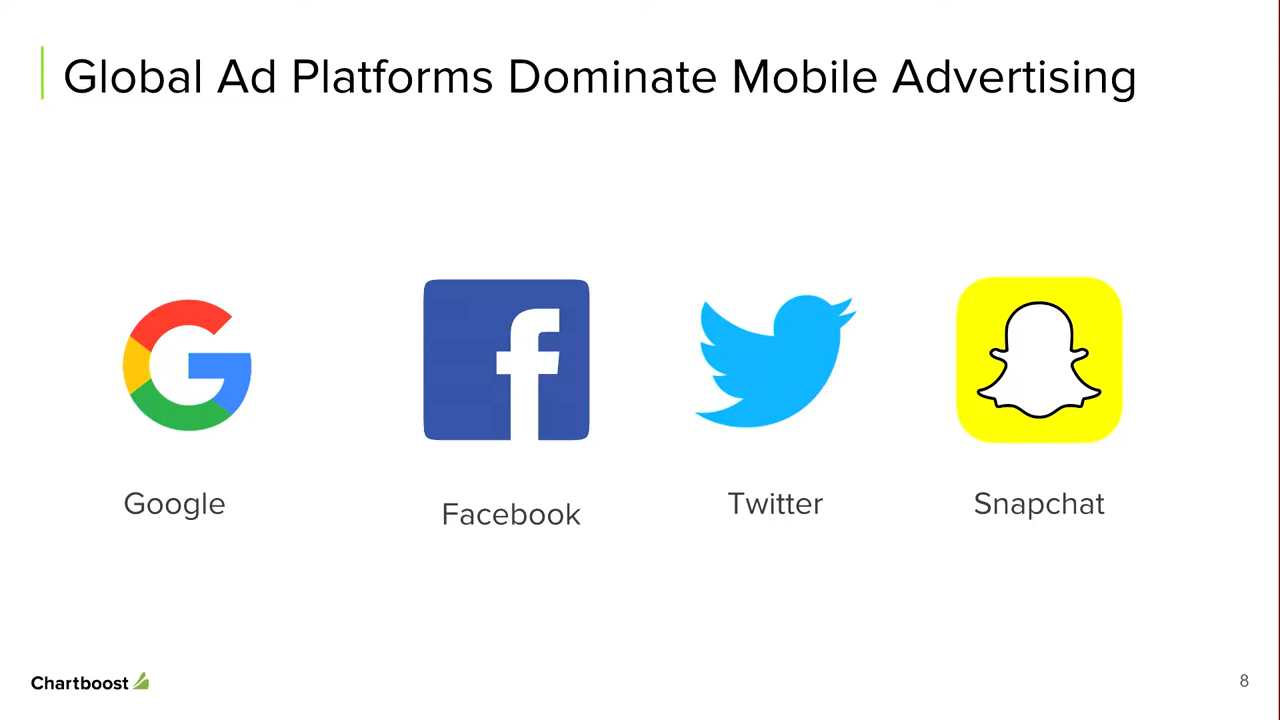 Global Ad Platforms Dominate Mobile Advertising
Google
Facebook
Twitter
Snapchat
Chartboost
8